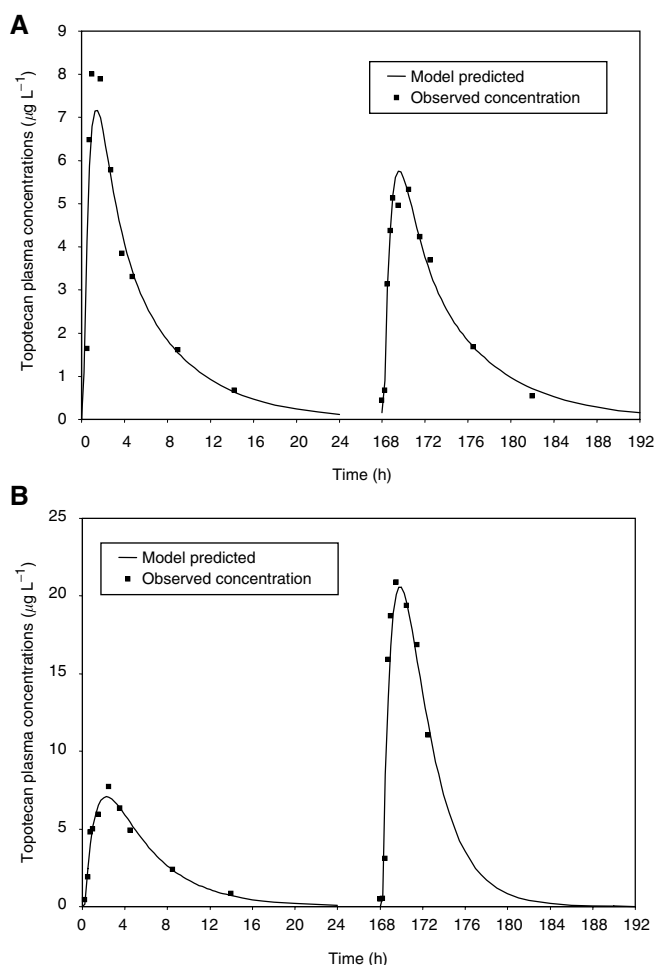 A
9
8
7
6
5
4
3
2
1
0
Topotecan plasma concentrations (μg L−1)
Model predicted
Observed concentration
0 4 8 12 16 20 24 168 172 176 180 184 188 192
Time (h)
B
25
20
15
10
5
0
Topotecan plasma concentrations (μg L−1)
Model predicted
Observed concentration
0 4 8 12 16 20 24 168 172 176 180 184 188 192
Time (h)